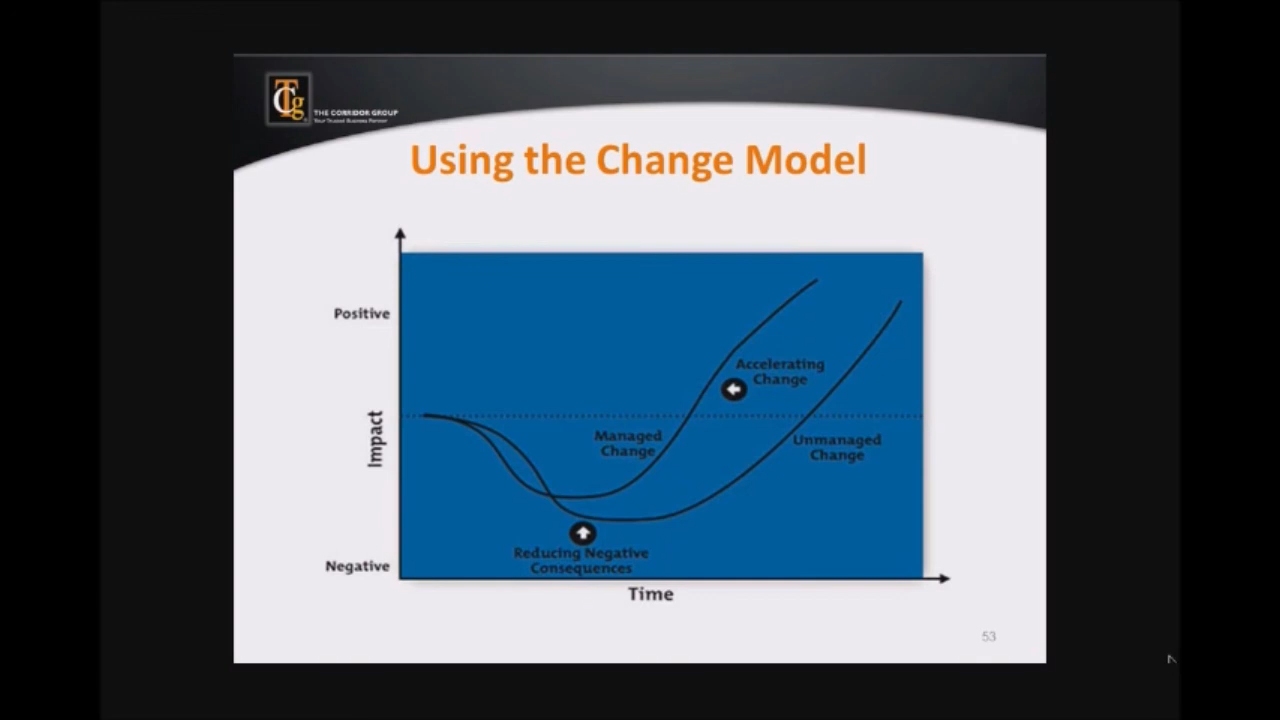 TCg
THE CORRIDOR GROUP
Your Trusted Business Partner
Using the Change Model
Positive
Accelerating
Change
Impact
Managed
Change
Unmanaged
Change
Reducing Negative
Consequences
Negative
Time
53